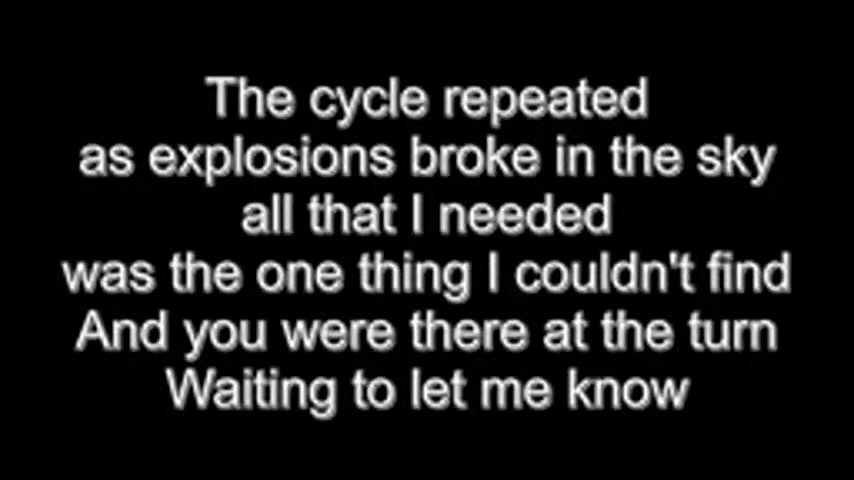 The cycle repeated
as explosions broke in the sky
all that I needed
was the one thing I couldn't find
And you were there at the turn
Waiting to let me know